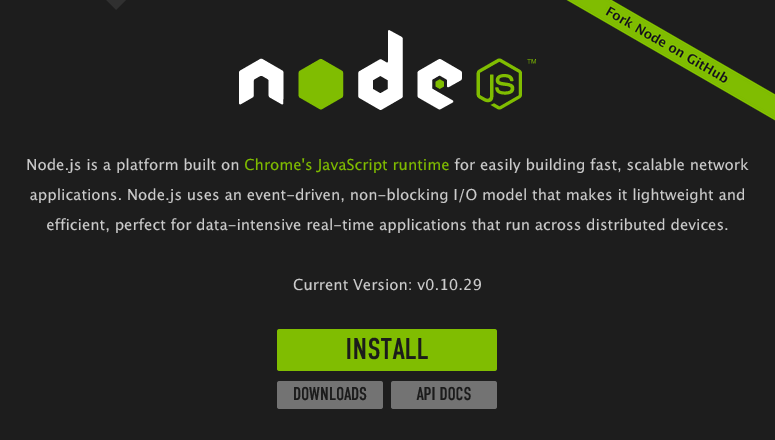 Fork Node on GitHub
node JS ™
Node.js is a platform built on Chrome's JavaScript runtime for easily building fast, scalable network
applications. Node.js uses an event-driven, non-blocking I/O model that makes it lightweight and
efficient, perfect for data-intensive real-time applications that run across distributed devices.
Current Version: v0.10.29
INSTALL
DOWNLOADS API DOCS